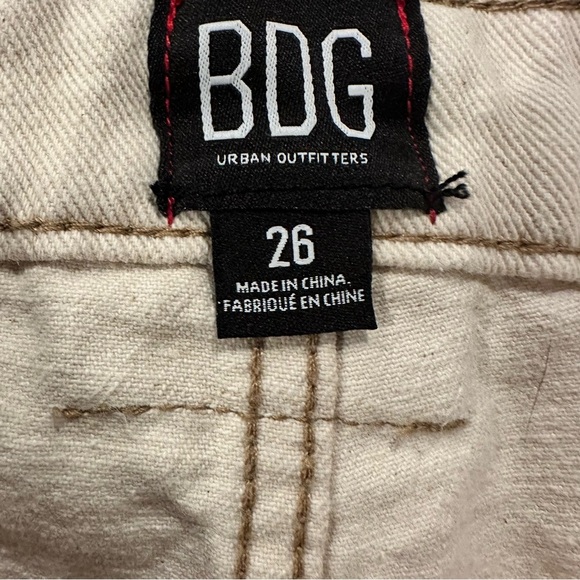 BDG
URBAN OUTFITTERS
26
MADE IN CHINA.
FABRIQUÉ EN CHINE